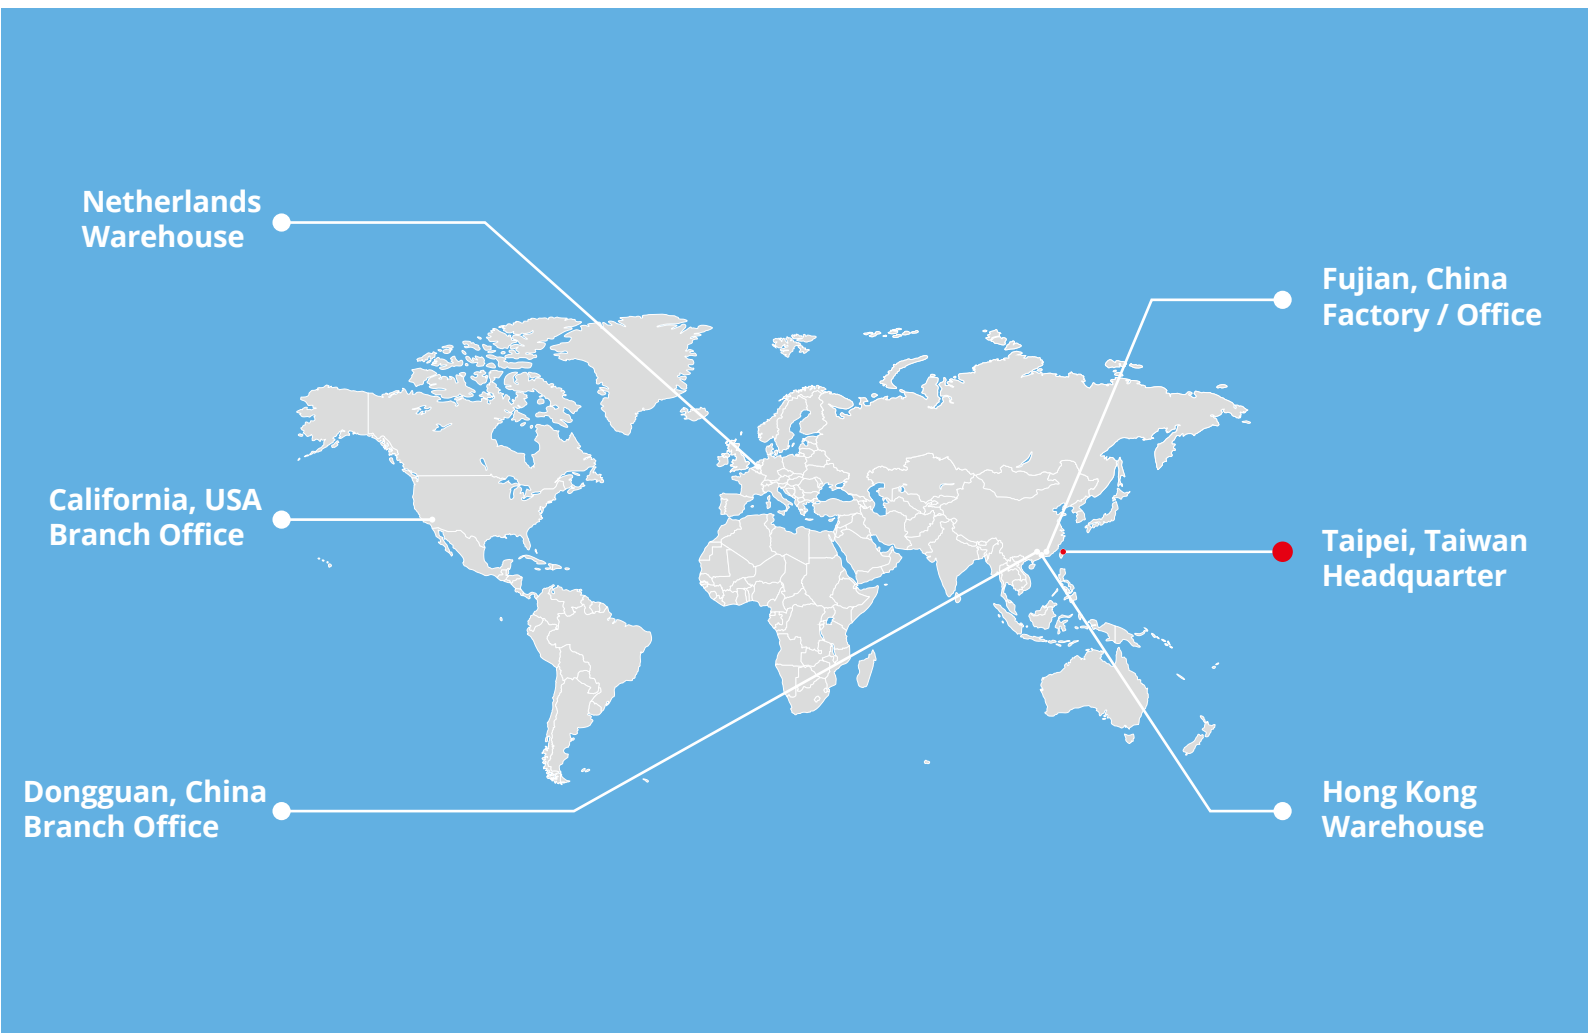 Netherlands
Warehouse
Fujian, China
Factory / Office
California, USA
Branch Office
Taipei, Taiwan
Headquarter
Dongguan, China
Branch Office
Hong Kong
Warehouse